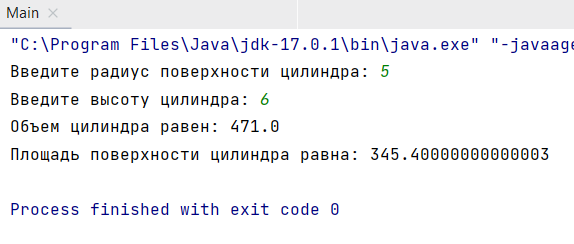 Main
"C:\Program Files\Java\jdk-17.0.1\bin\java.exe" "-javaage
Введите радиус поверхности цилиндра: 5
Введите высоту цилиндра: 6
Объем цилиндра равен: 471.0
Площадь поверхности цилиндра равна: 345.40000000000003
Process finished with exit code 0